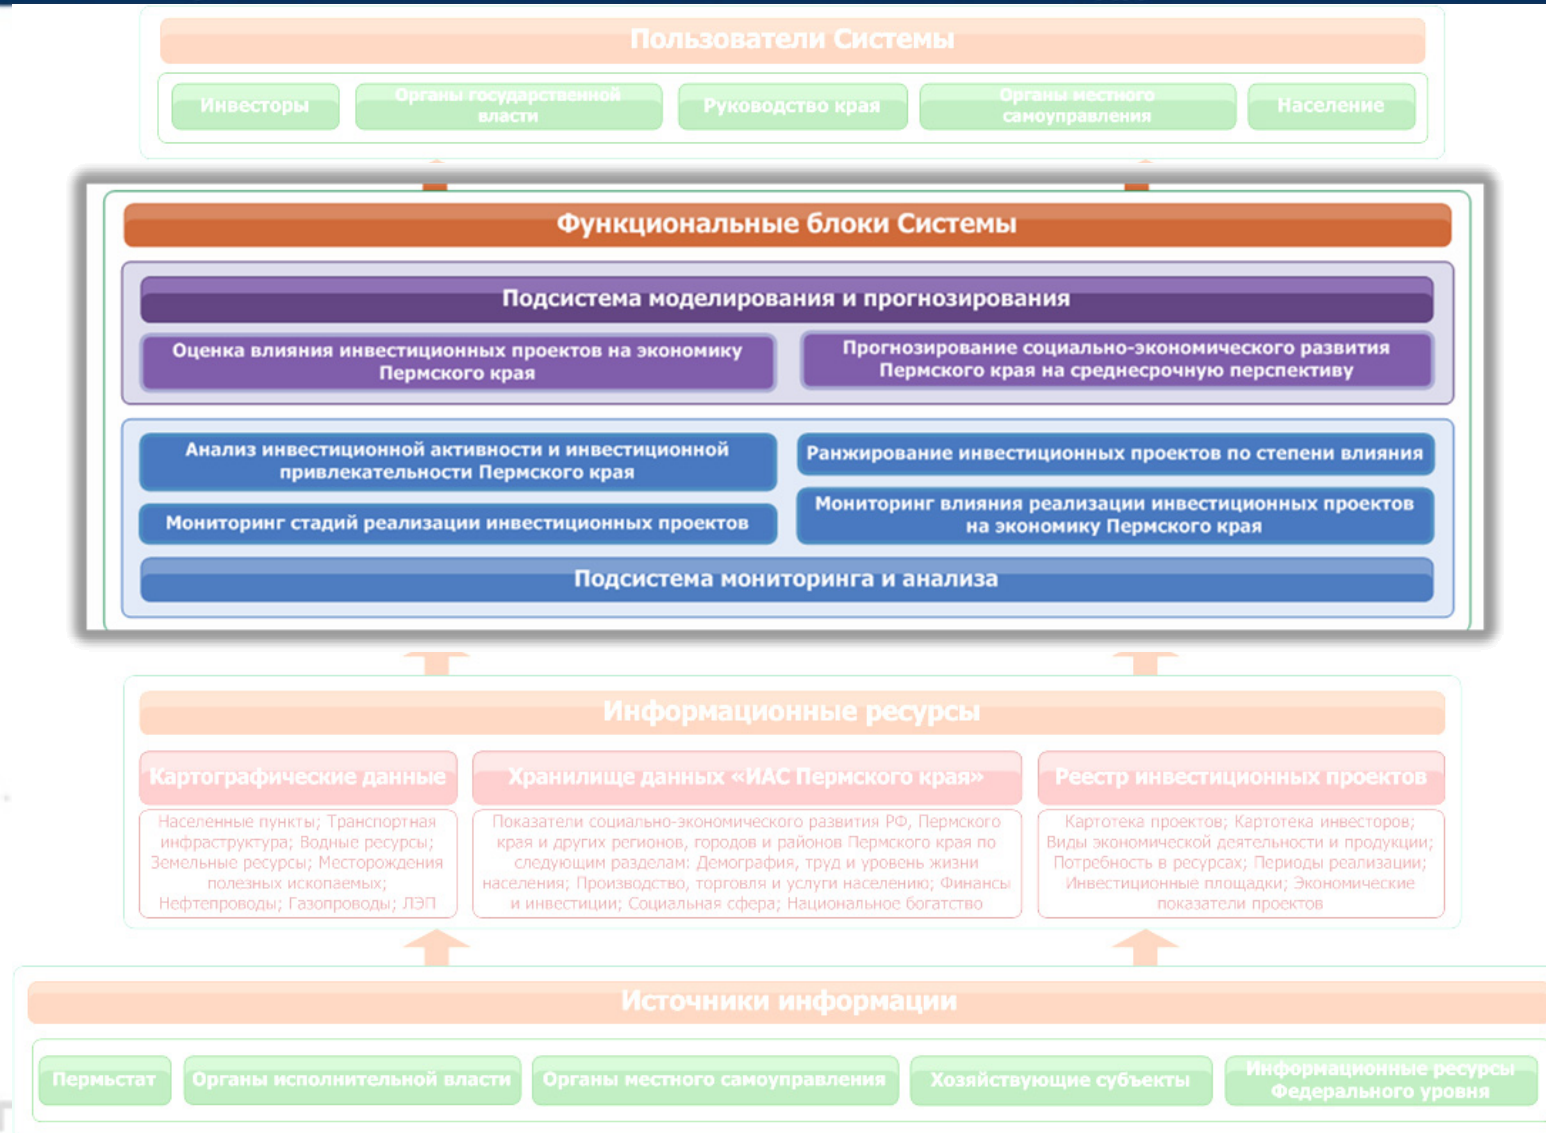 Пользователи Системы
Инвесторы
Органы государственной
власти
Руководство края
Органы местного
самоуправления
Население
Функциональные блоки Системы
Подсистема моделирования и прогнозирования
Оценка влияния инвестиционных проектов на экономику
Пермского края
Прогнозирование социально-экономического развития
Пермского края на среднесрочную перспективу
Анализ инвестиционной активности и инвестиционной
привлекательности Пермского края
Ранжирование инвестиционных проектов по степени влияния
Мониторинг стадий реализации инвестиционных проектов
Мониторинг влияния реализации инвестиционных проектов
на экономику Пермского края
Подсистема мониторинга и анализа
Информационные ресурсы
Картографические данные
Населенные пункты; Транспортная
инфраструктура; Водные ресурсы;
Земельные ресурсы; Месторождения
полезных ископаемых;
Нефтепроводы; Газопроводы; ЛЭП
Хранилище данных «ИАС Пермского края»
Показатели социально-экономического развития РФ, Пермского
края и других регионов, городов и районов Пермского края по
следующим разделам: Демография, труд и уровень жизни
населения; Производство, торговля и услуги населению; Финансы
и инвестиции; Социальная сфера; Национальное богатство
Реестр инвестиционных проектов
Картотека проектов; Картотека инвесторов;
Виды экономической деятельности и продукции;
Потребность в ресурсах; Периоды реализации;
Инвестиционные площадки; Экономические
показатели проектов
Источники информации
Пермьстат
Органы исполнительной власти
Органы местного самоуправления
Хозяйствующие субъекты
Информационные ресурсы
Федерального уровня